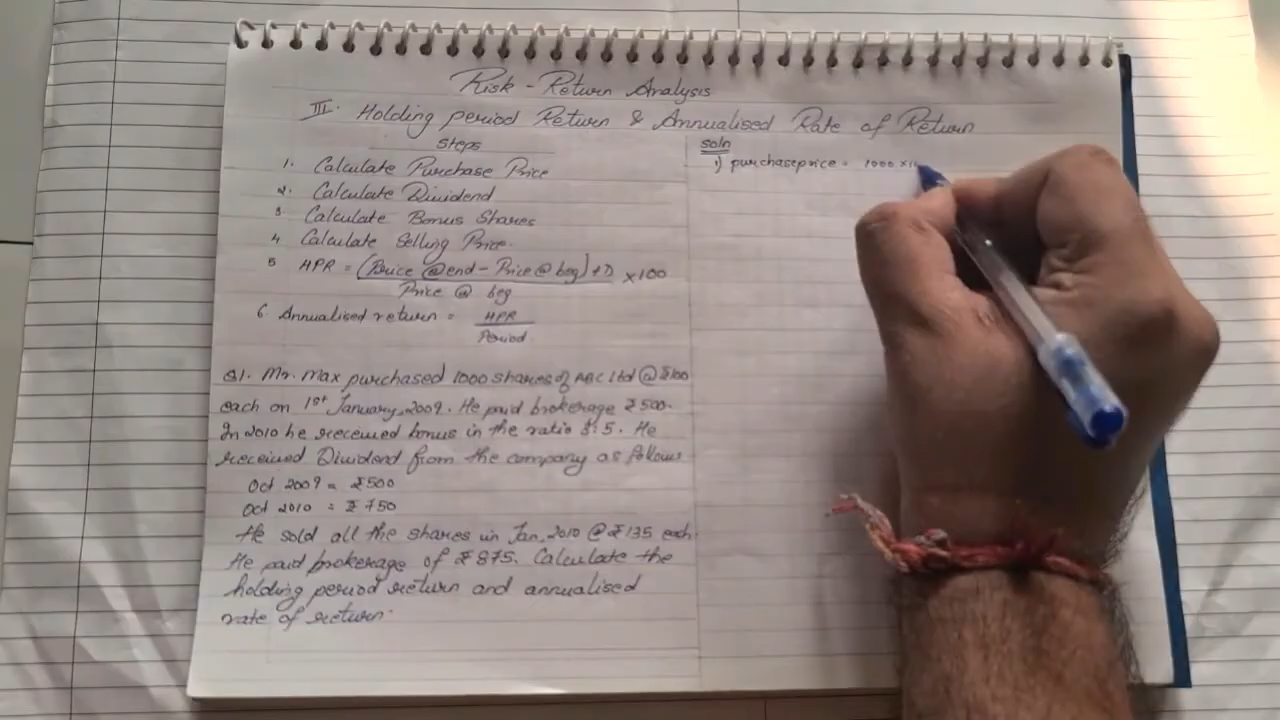 Risk - Return Analysis
III. Holding period Return & Annualised Rate of Return
Steps
1. Calculate Purchase Price
2. Calculate Dividend
3 Calculate Bonus Shares
4 Calculate Selling Price.
5 HPR = (Price @ end - Price @ beg) + D × 100
Price @ beg
6. Annualised return = HPR
Period
Q1. Mr. Max purchased 1000 shares of ABC Ltd @ ₹100
each on 1st January, 2009. He paid brokerage ₹500.
In 2010 he received bonus in the ratio 3:5. He
received Dividend from the company as follows
Oct 2009 = ₹500
Oct 2010 = ₹750
He sold all the shares in Jan, 2010 @ ₹135 each.
He paid brokerage of ₹875. Calculate the
holding period return and annualised
rate of return.
soln
1) purchase price = 1000 × 1